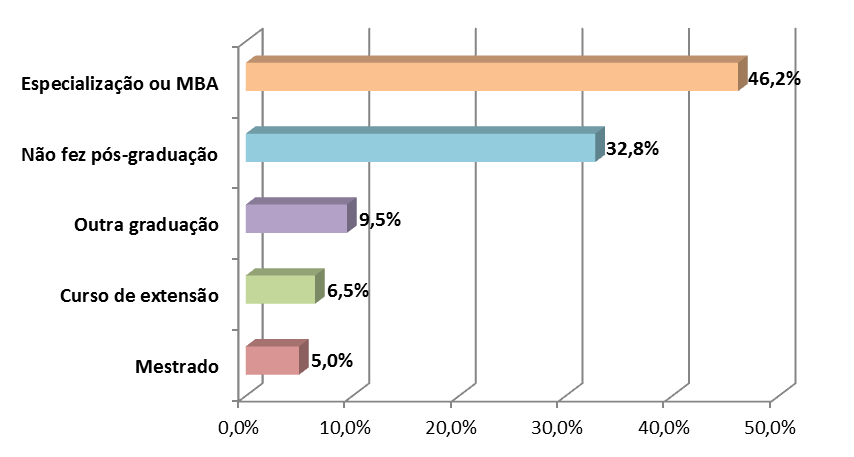 Especialização ou MBA
46,2%
Não fez pós-graduação
32,8%
Outra graduação
9,5%
Curso de extensão
6,5%
Mestrado
5,0%
0,0% 10,0% 20,0% 30,0% 40,0% 50,0%